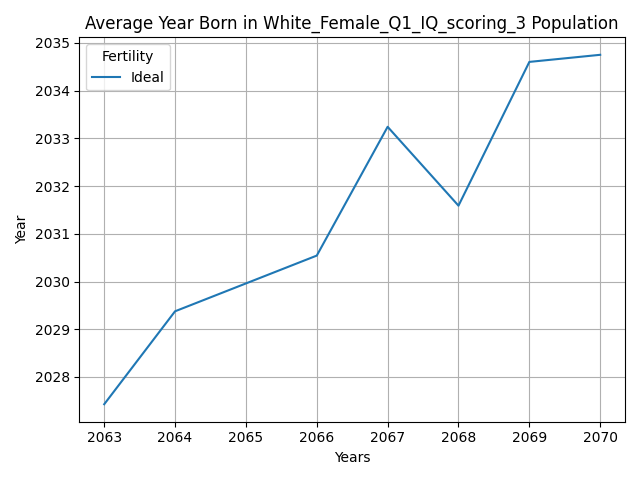 Average Year Born in White_Female_Q1_IQ_scoring_3 Population
Fertility
Ideal
Year
2035
2034
2033
2032
2031
2030
2029
2028
2063 2064 2065 2066 2067 2068 2069 2070
Years